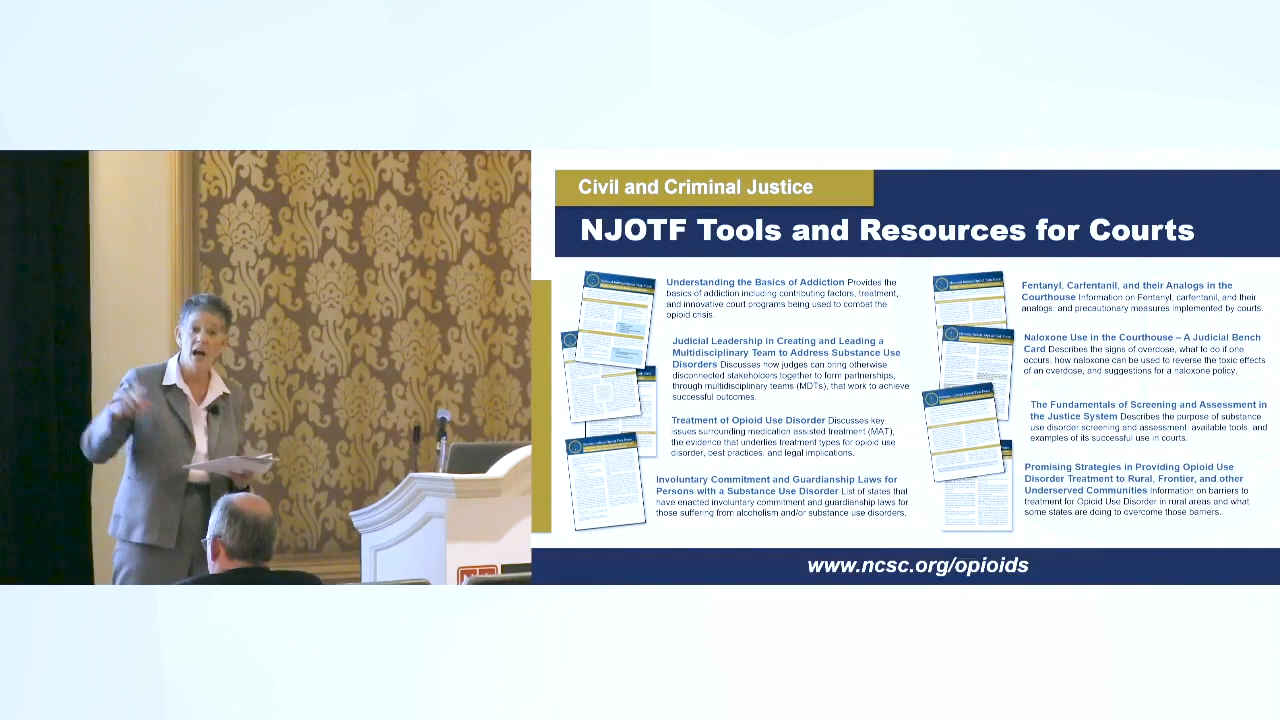 Civil and Criminal Justice
NJOTF Tools and Resources for Courts
Understanding the Basics of Addiction Provides the
basics of addiction including contributing factors, treatment,
and innovative court programs being used to combat the
opioid crisis.
Judicial Leadership in Creating and Leading a
Multidisciplinary Team to Address Substance Use
Disorders Discusses how judges can bring otherwise
disconnected stakeholders together to form partnerships,
through multidisciplinary teams (MDTs), that work to achieve
successful outcomes.
Treatment of Opioid Use Disorder Discusses key
issues surrounding medication assisted treatment (MAT),
the evidence that underlies treatment types for opioid use
disorder, best practices, and legal implications.
Involuntary Commitment and Guardianship Laws for
Persons with a Substance Use Disorder List of states that
have enacted involuntary commitment and guardianship laws for
those suffering from alcoholism and/or substance use disorders.
Fentanyl, Carfentanil, and their Analogs in the
Courthouse Information on Fentanyl, carfentanil, and their
analogs, and precautionary measures implemented by courts.
Naloxone Use in the Courthouse – A Judicial Bench
Card Describes the signs of overdose, what to do if one
occurs, how naloxone can be used to reverse the toxic effects
of an overdose, and suggestions for a naloxone policy.
The Fundamentals of Screening and Assessment in
the Justice System Describes the purpose of substance
use disorder screening and assessment, available tools, and
examples of its successful use in courts.
Promising Strategies in Providing Opioid Use
Disorder Treatment to Rural, Frontier, and other
Underserved Communities Information on barriers to
treatment for Opioid Use Disorder in rural areas and what
some states are doing to overcome those barriers.
www.ncsc.org/opioids